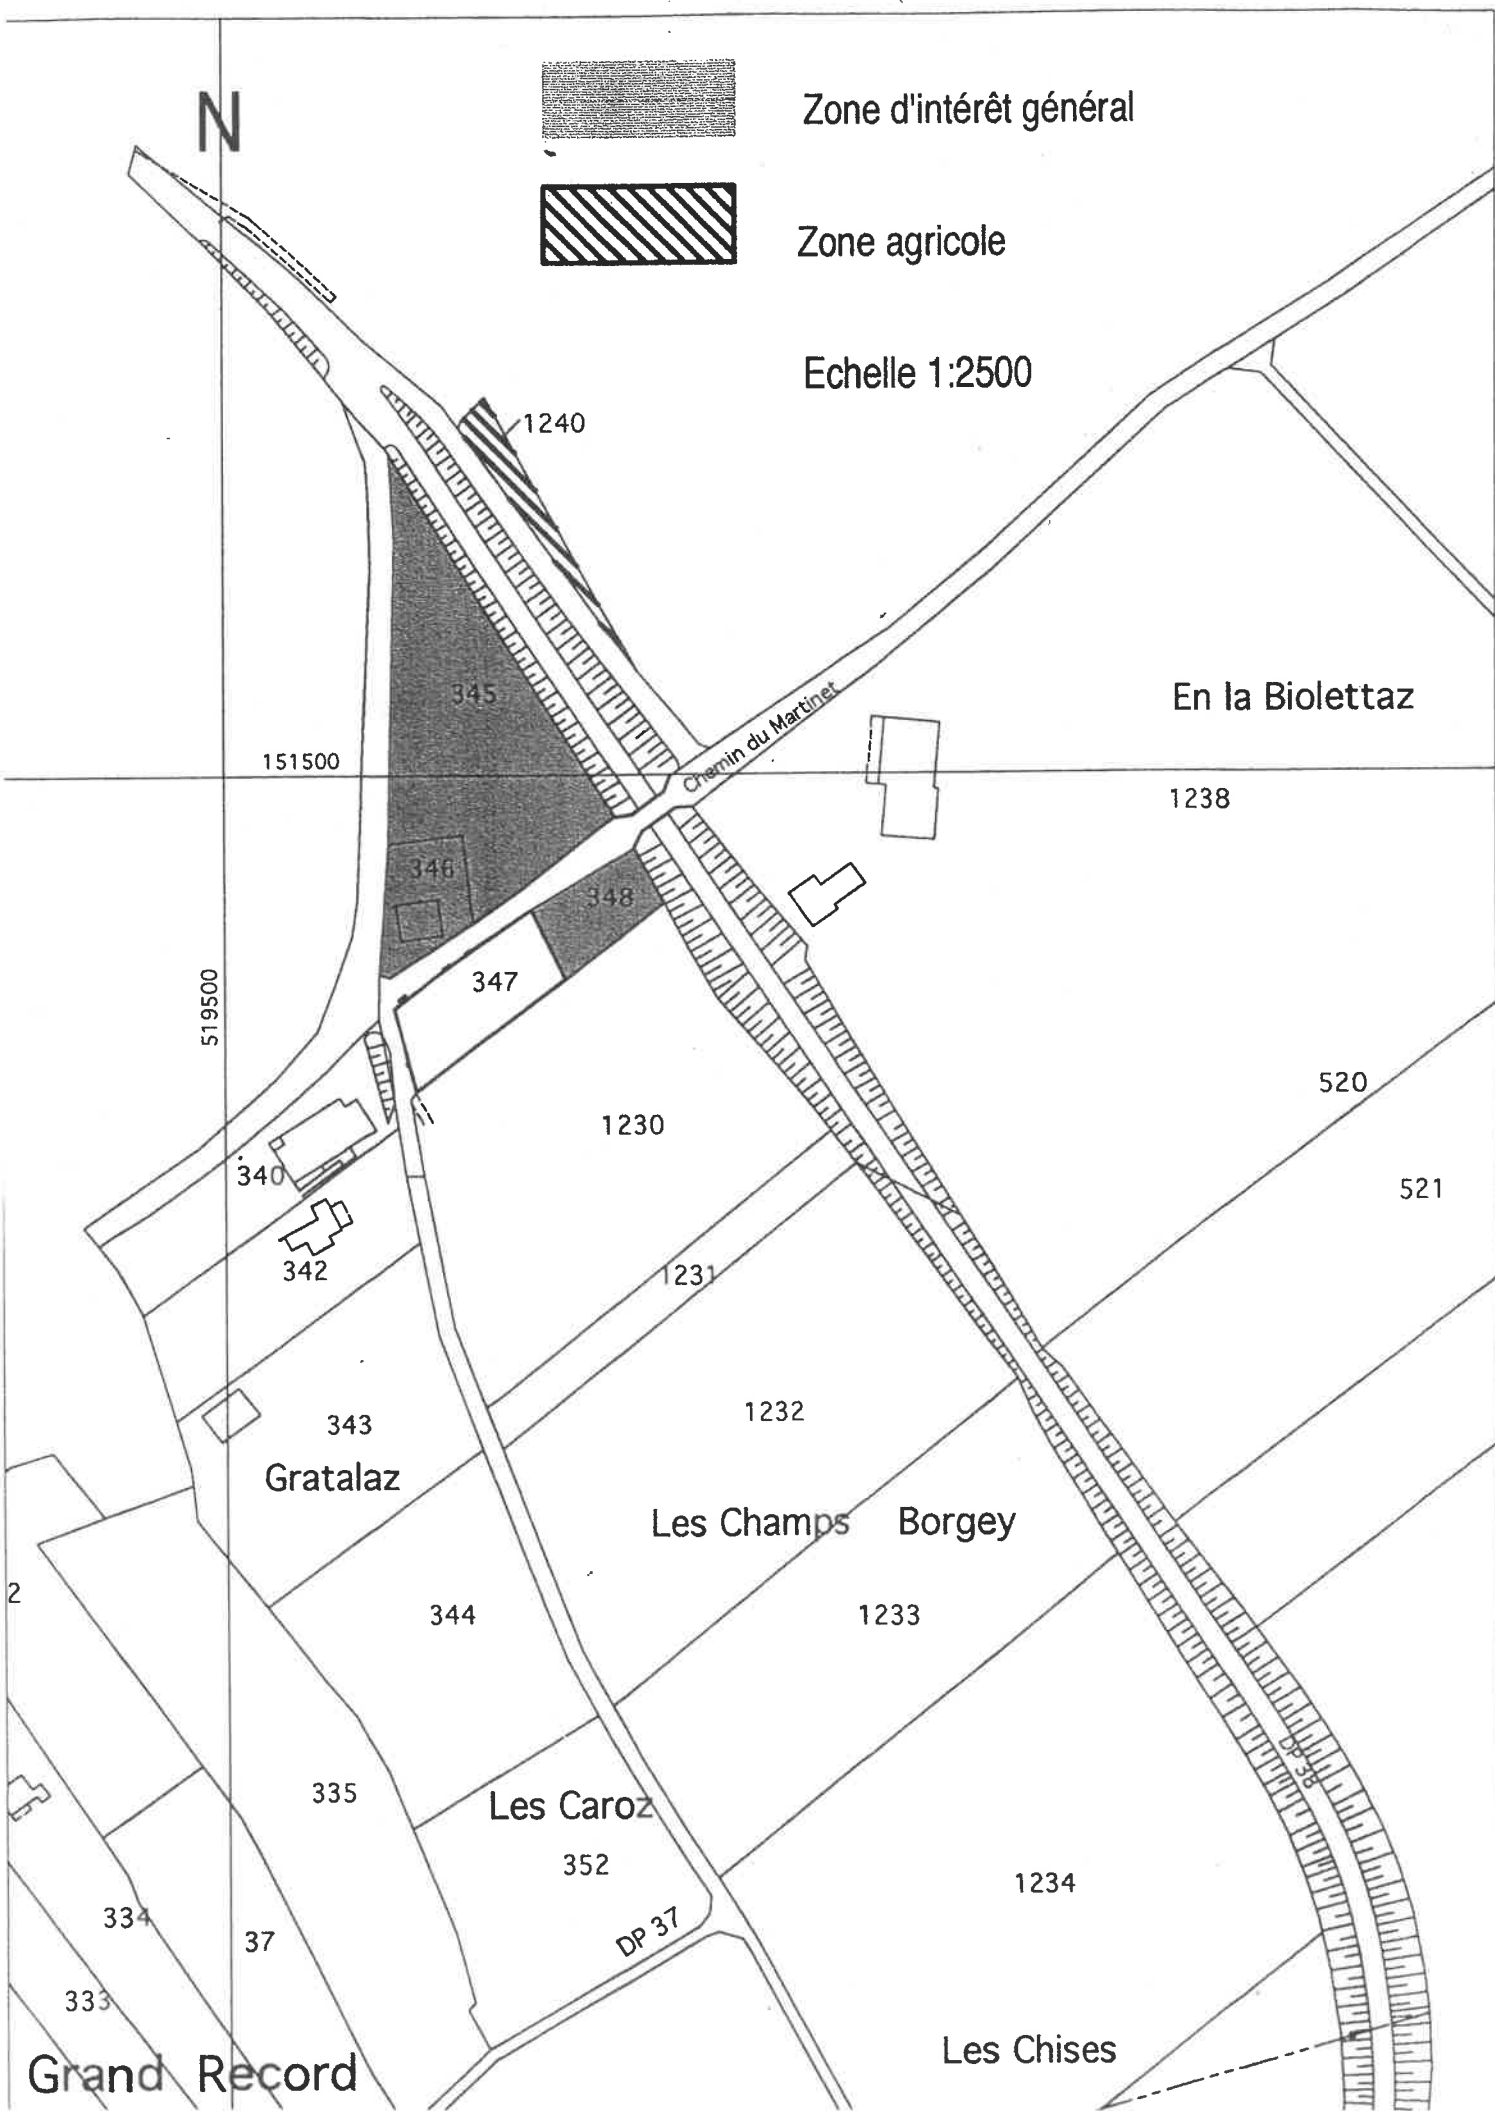 N
Zone d'intérêt général
Zone agricole
Echelle 1:2500
1240
345
En la Biolettaz
Chemin du Martinet
151500
1238
346
348
347
519500
520
1230
340
521
342
1231
343
1232
Gratalaz
Les Champs Borgey
2
344
1233
DP 38
335
Les Caroz
352
1234
334
DP 37
37
333
Les Chises
Grand Record